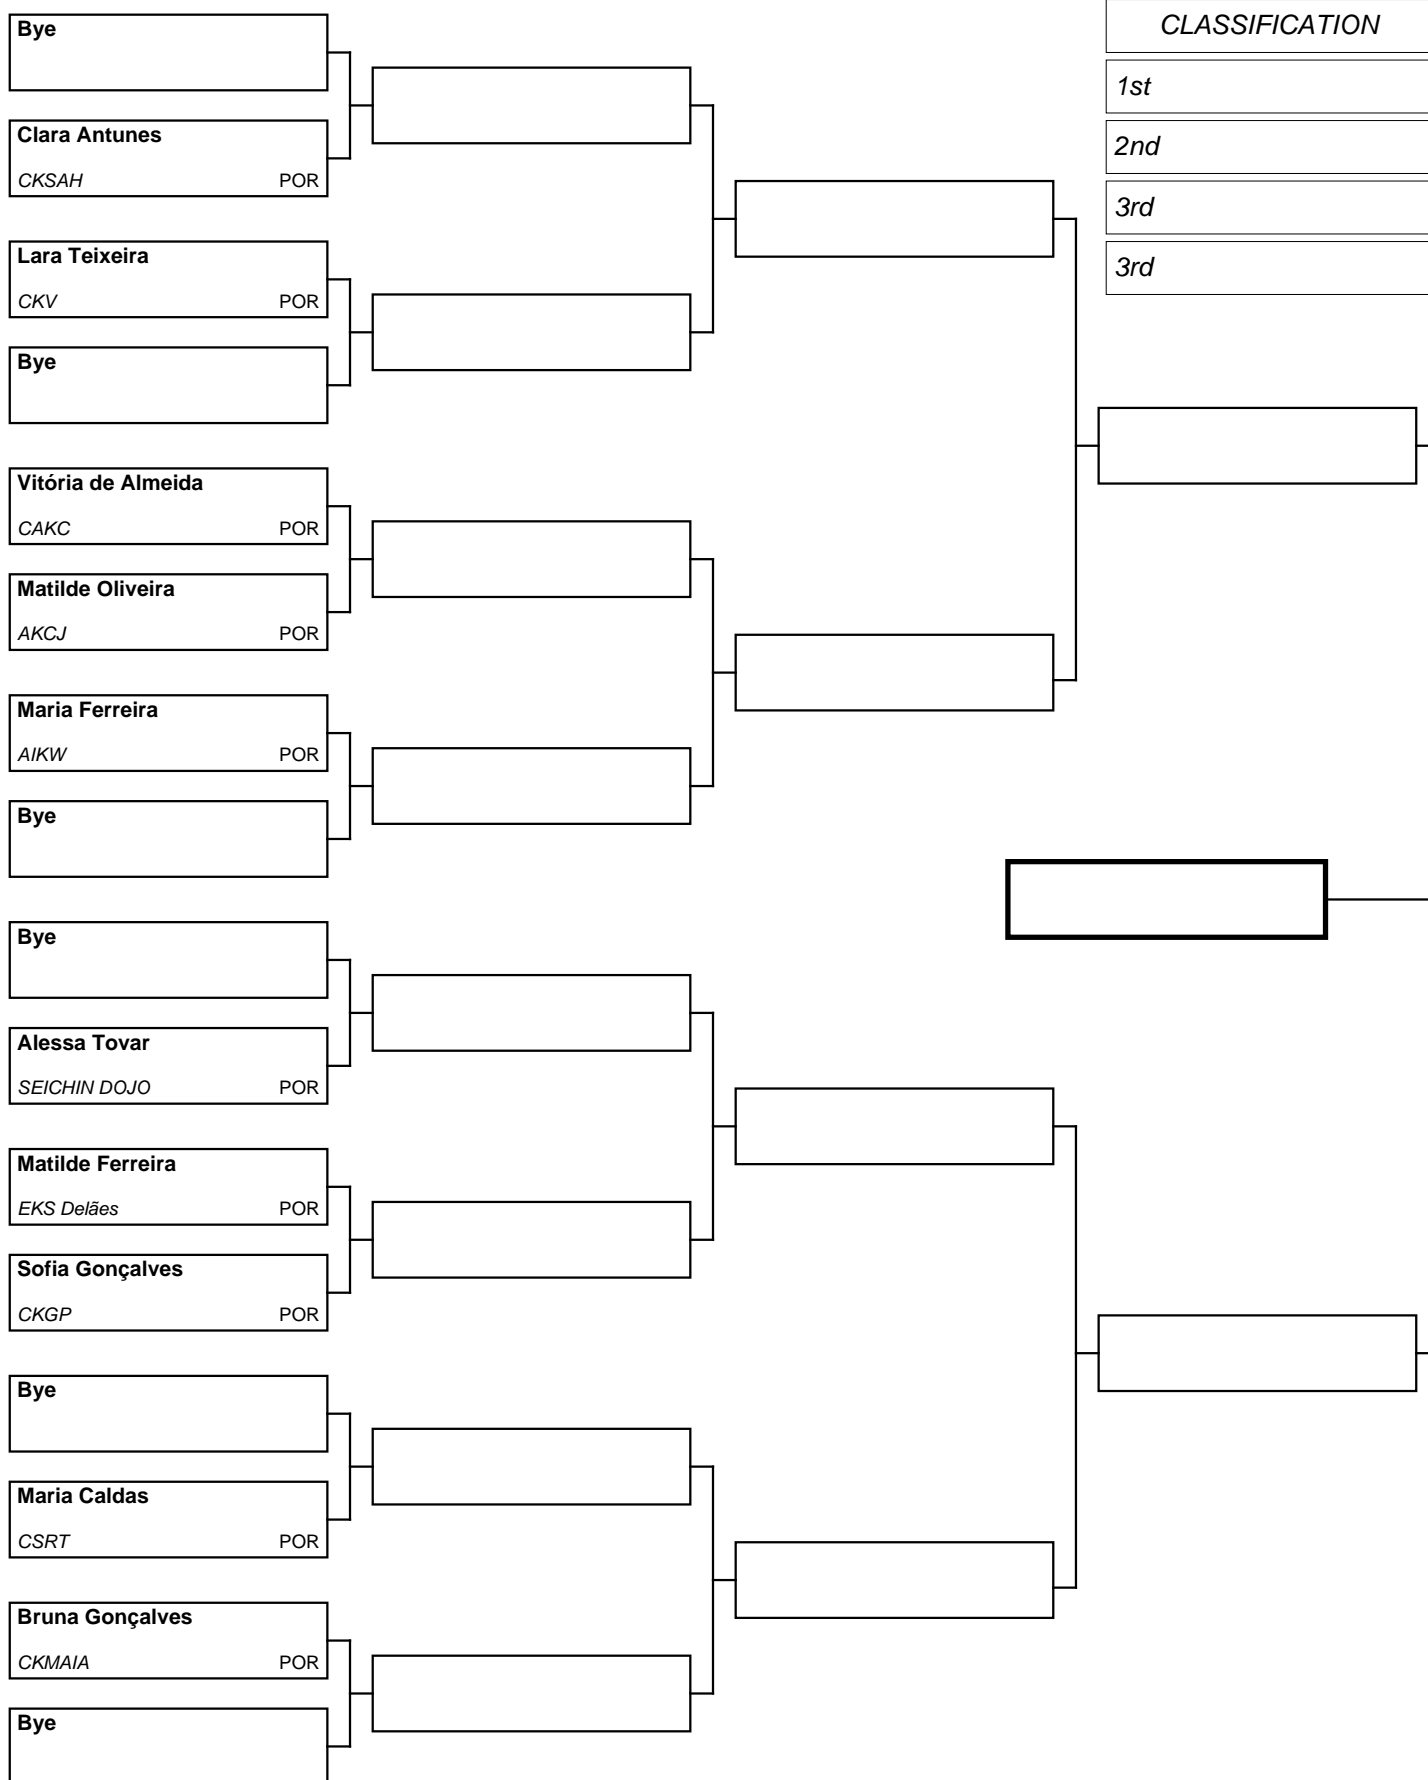 Bye
Clara Antunes
CKSAH POR
Lara Teixeira
CKV POR
Bye
Vitória de Almeida
CAKC POR
Matilde Oliveira
AKCJ POR
Maria Ferreira
AIKW POR
Bye
Bye
Alessa Tovar
SEICHIN DOJO POR
Matilde Ferreira
EKS Delães POR
Sofia Gonçalves
CKGP POR
Bye
Maria Caldas
CSRT POR
Bruna Gonçalves
CKMAIA POR
Bye
CLASSIFICATION
1st
2nd
3rd
3rd